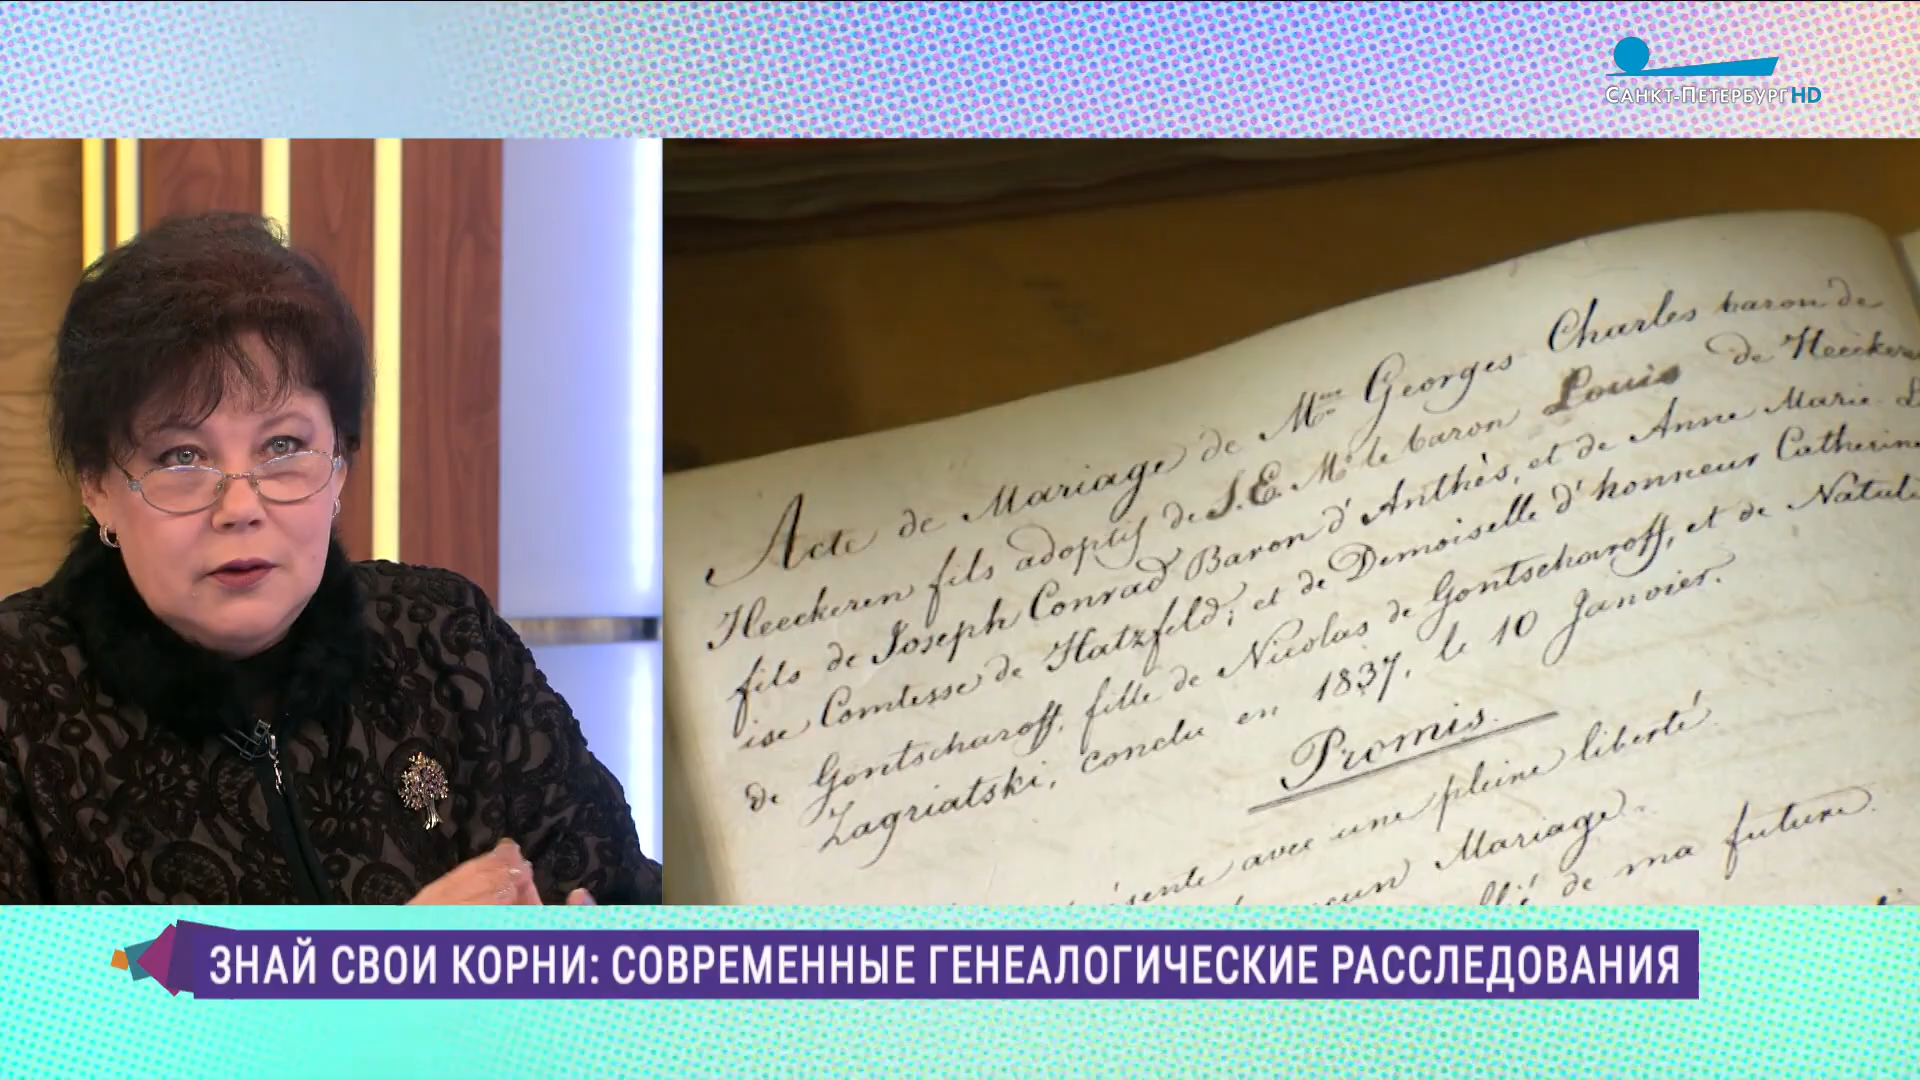 САНКТ-ПЕТЕРБУРГ HD
Acte de Mariage de Mme Georges Charles baron de
Heeckeren fils adoptif de S.E. Mr le baron Louis de Heeckeren
fils de Joseph Conrad Baron d'Anthès, et de Anne Marie L
ise Comtesse de Hatzfeld; et de Demoiselle d'honneur Catherine
de Gontscharoff, fille de Nicolas de Gontscharoff, et de Natali
Zagriatski, conclu en 1837, le 10 Janvier.
Promis.
avec une pleine liberté
Mariage
de ma future
ЗНАЙ СВОИ КОРНИ: СОВРЕМЕННЫЕ ГЕНЕАЛОГИЧЕСКИЕ РАССЛЕДОВАНИЯ